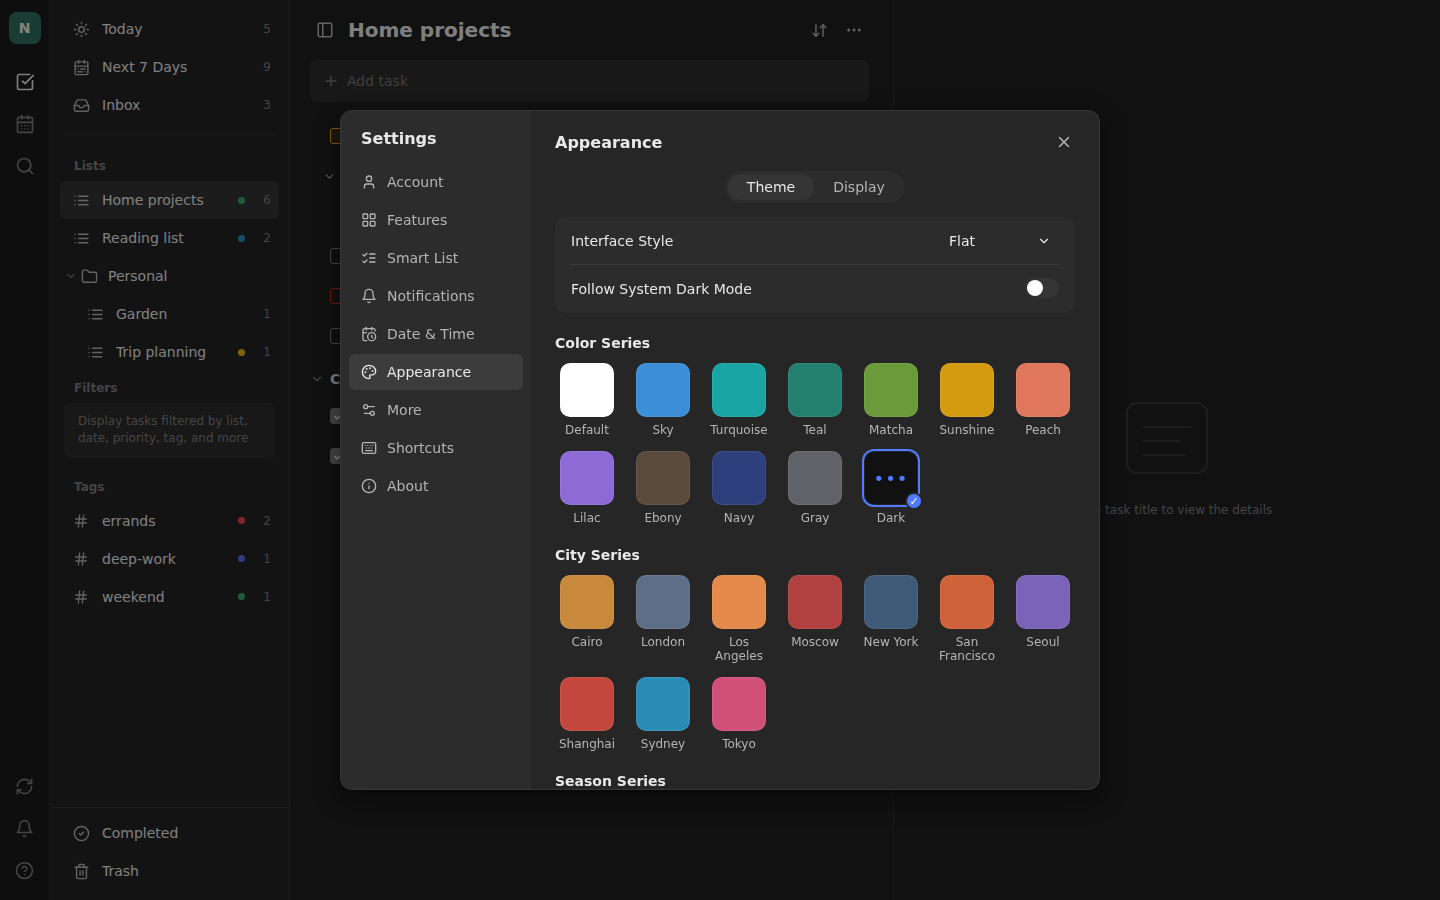 N
Today 5
Next 7 Days 9
Inbox 3
Lists
Home projects 6
Reading list 2
Personal
Garden 1
Trip planning 1
Filters
Display tasks filtered by list,
date, priority, tag, and more
Tags
errands 2
deep-work 1
weekend 1
Completed
Trash
Home projects
Add task
C
task title to view the details
Settings
Account
Features
Smart List
Notifications
Date & Time
Appearance
More
Shortcuts
About
Appearance
Theme Display
Interface Style Flat
Follow System Dark Mode
Color Series
Default Sky Turquoise Teal Matcha Sunshine Peach
Lilac Ebony Navy Gray Dark
City Series
Cairo London Los Angeles Moscow New York San Francisco Seoul
Shanghai Sydney Tokyo
Season Series